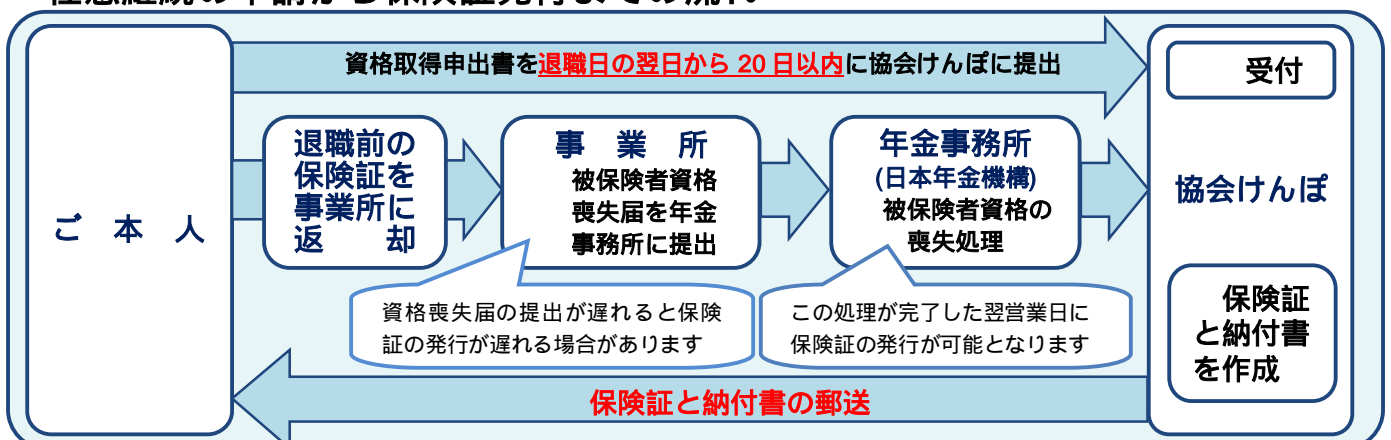 資格取得申出書を退職日の翌日から 20 日以内に協会けんぽに提出
受付
ご 本 人
退職前の
保険証を
事業所に
返 却
事 業 所
被保険者資格
喪失届を年金
事務所に提出
年金事務所
(日本年金機構)
被保険者資格の
喪失処理
協会けんぽ
資格喪失届の提出が遅れると保険
証の発行が遅れる場合があります
この処理が完了した翌営業日に
保険証の発行が可能となります
保険証
と納付書
を作成
保険証と納付書の郵送